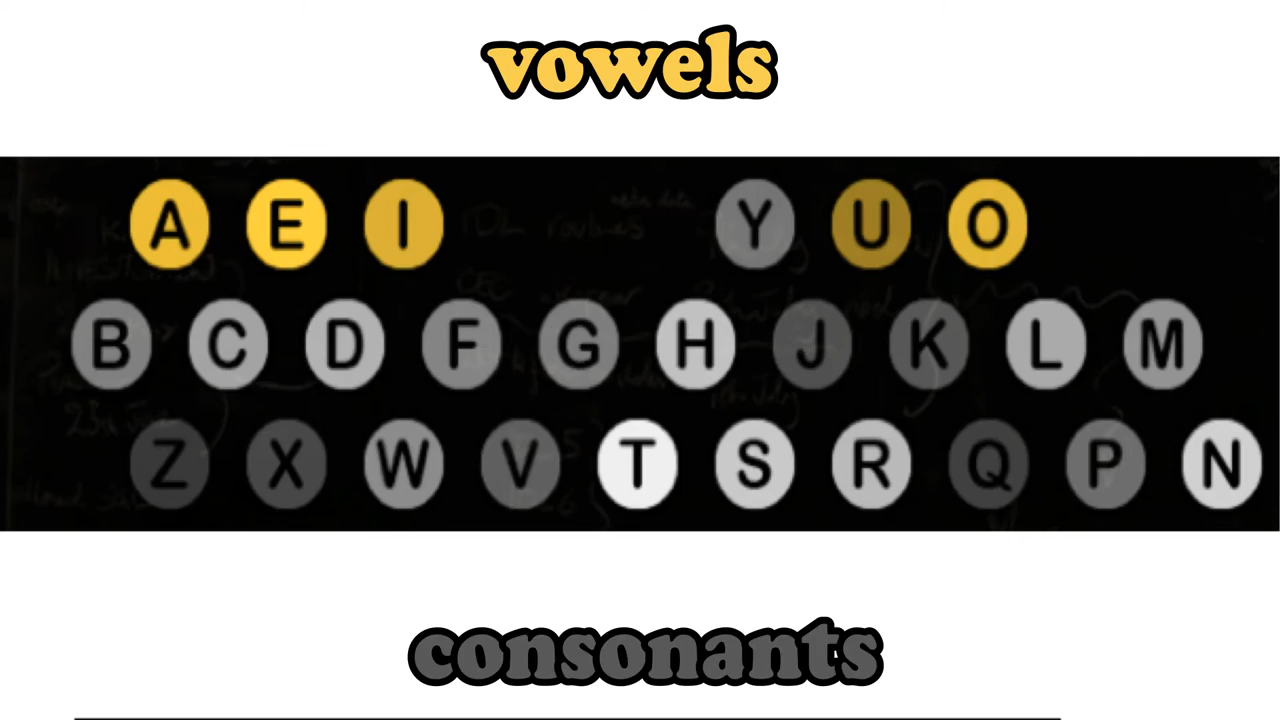 vowels
A E I Y U O
B C D F G H J K L M
Z X W V T S R Q P N
consonants